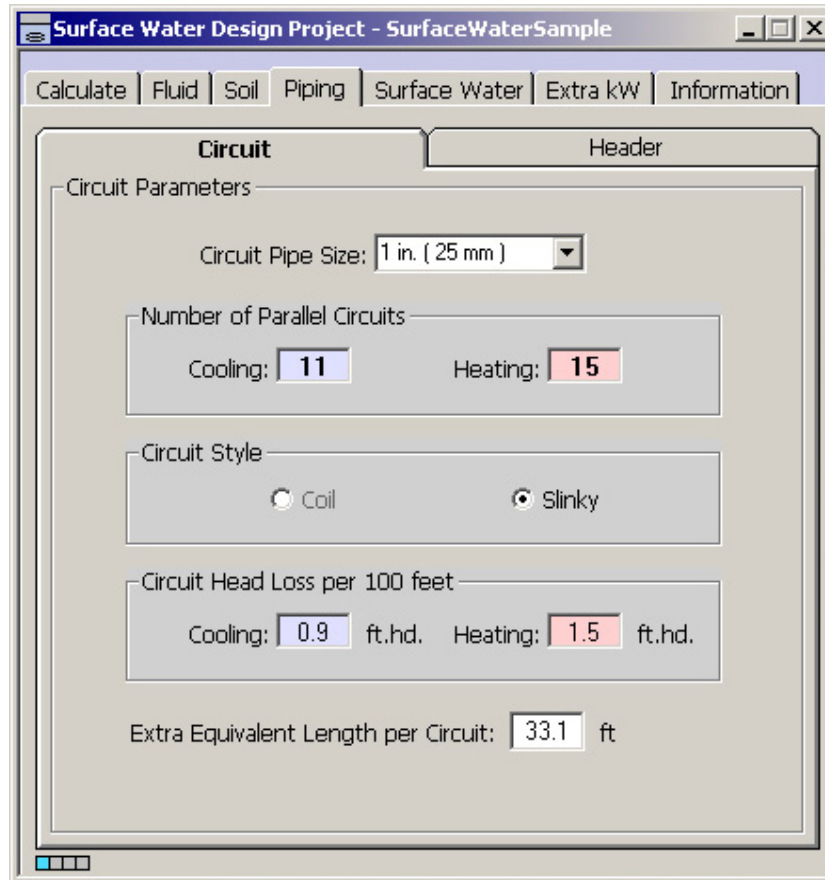 Surface Water Design Project - SurfaceWaterSample
Calculate Fluid Soil Piping Surface Water Extra kW Information
Circuit Header
Circuit Parameters
Circuit Pipe Size: 1 in. ( 25 mm )
Number of Parallel Circuits
Cooling: 11 Heating: 15
Circuit Style
Coil Slinky
Circuit Head Loss per 100 feet
Cooling: 0.9 ft.hd. Heating: 1.5 ft.hd.
Extra Equivalent Length per Circuit: 33.1 ft